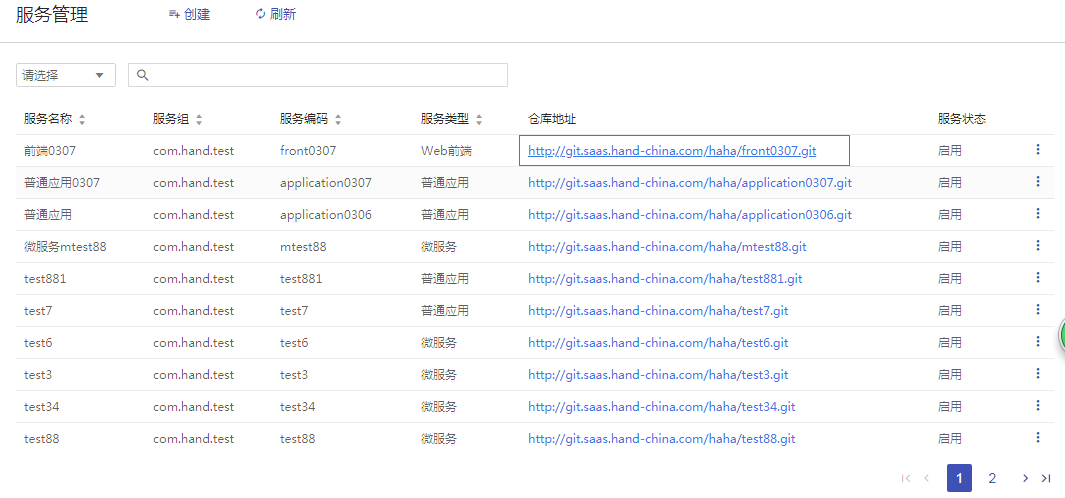 服务管理 创建 刷新
请选择
服务名称 服务组 服务编码 服务类型 仓库地址 服务状态
前端0307 com.hand.test front0307 Web前端 http://git.saas.hand-china.com/haha/front0307.git 启用
普通应用0307 com.hand.test application0307 普通应用 http://git.saas.hand-china.com/haha/application0307.git 启用
普通应用 com.hand.test application0306 普通应用 http://git.saas.hand-china.com/haha/application0306.git 启用
微服务mtest88 com.hand.test mtest88 微服务 http://git.saas.hand-china.com/haha/mtest88.git 启用
test881 com.hand.test test881 普通应用 http://git.saas.hand-china.com/haha/test881.git 启用
test7 com.hand.test test7 普通应用 http://git.saas.hand-china.com/haha/test7.git 启用
test6 com.hand.test test6 微服务 http://git.saas.hand-china.com/haha/test6.git 启用
test3 com.hand.test test3 微服务 http://git.saas.hand-china.com/haha/test3.git 启用
test34 com.hand.test test34 微服务 http://git.saas.hand-china.com/haha/test34.git 启用
test88 com.hand.test test88 微服务 http://git.saas.hand-china.com/haha/test88.git 启用
1 2